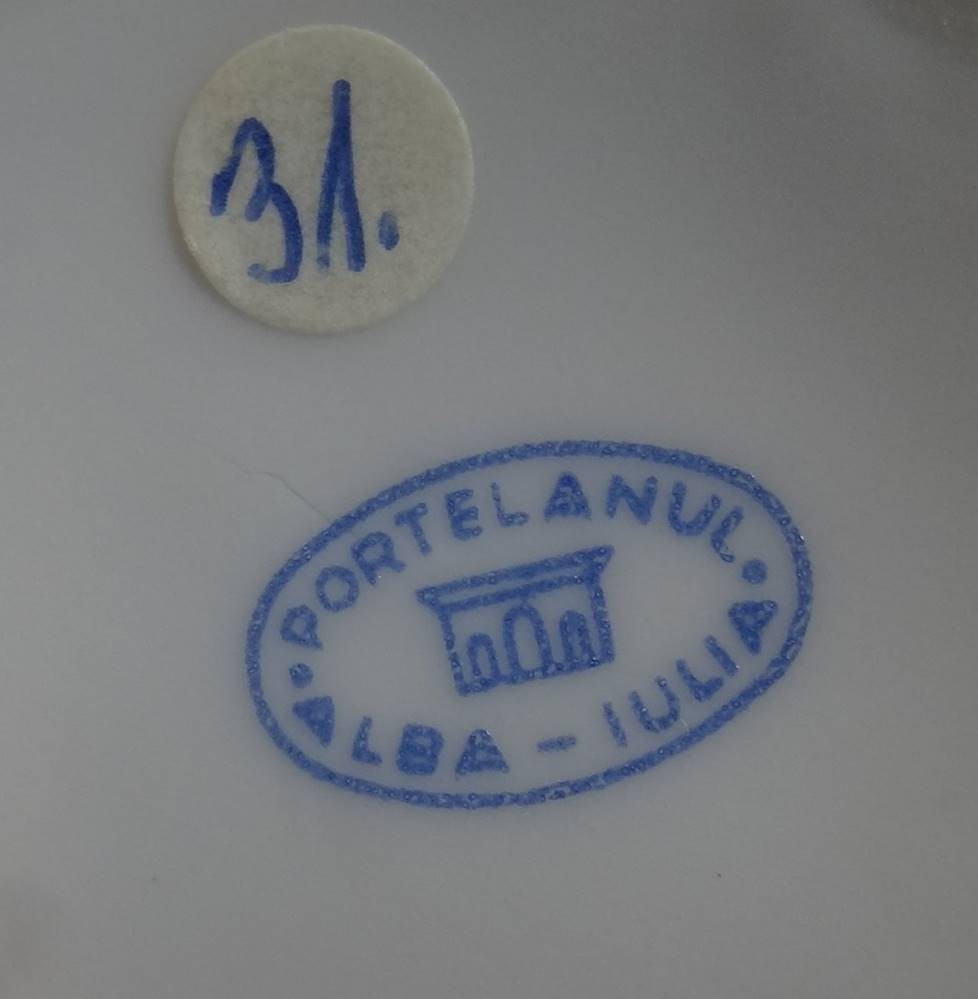 31.
PORTELANUL
ALBA - IULIA